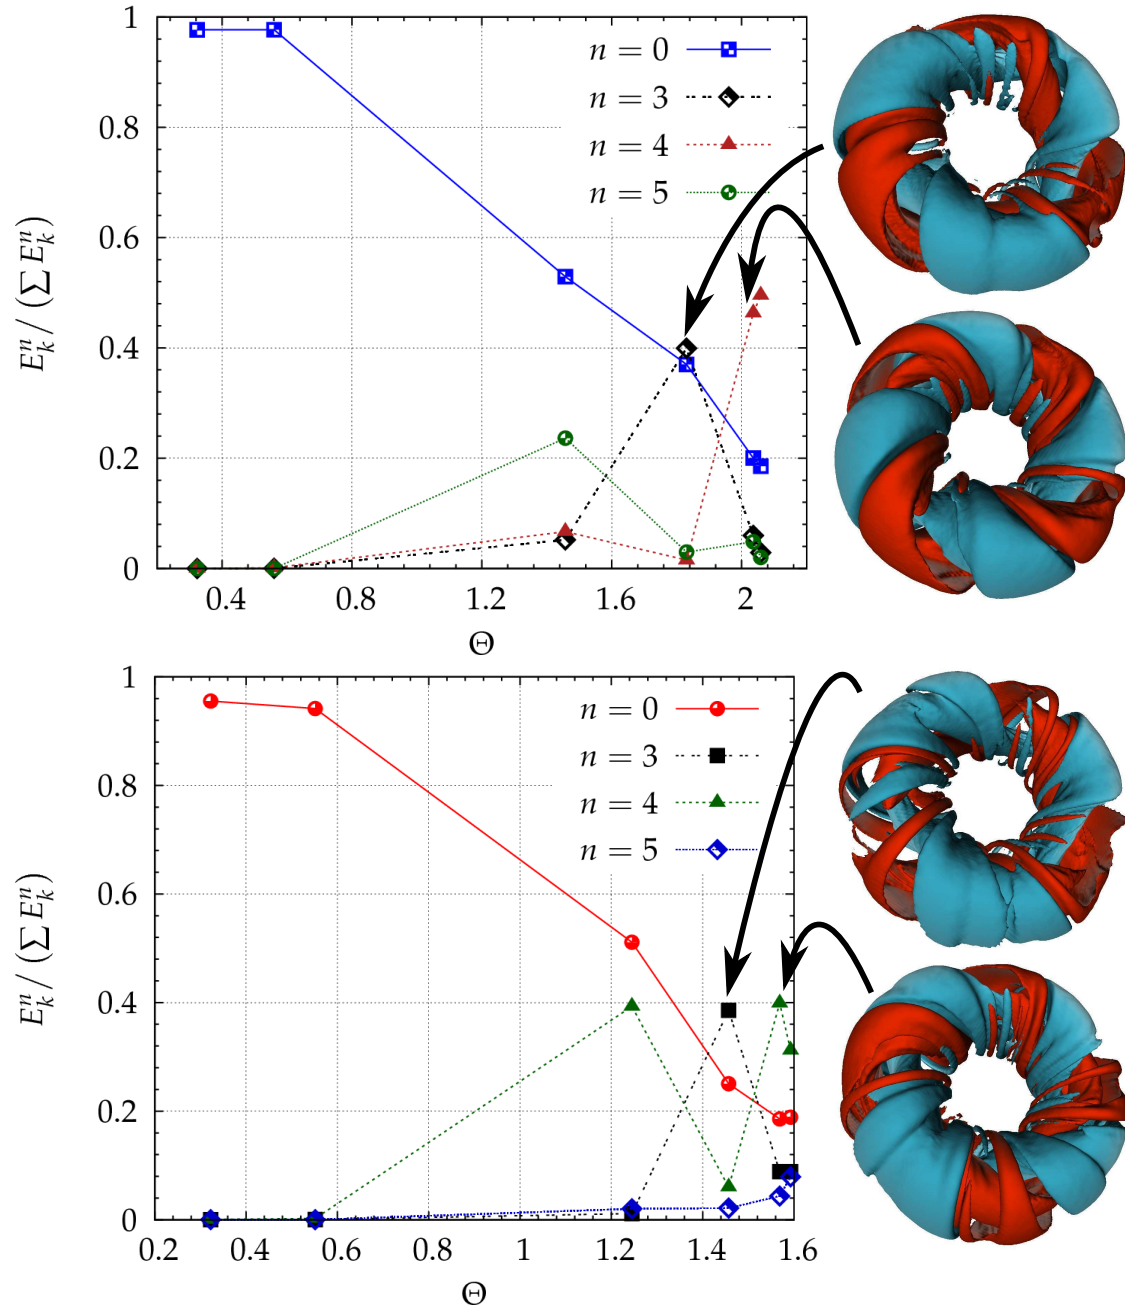 1
0.8
0.6
0.4
0.2
0
E_k^n / (Σ E_k^n)
n = 0
n = 3
n = 4
n = 5
0.4 0.8 1.2 1.6 2
Θ
1
0.8
0.6
0.4
0.2
0
E_k^n / (Σ E_k^n)
n = 0
n = 3
n = 4
n = 5
0.2 0.4 0.6 0.8 1 1.2 1.4 1.6
Θ